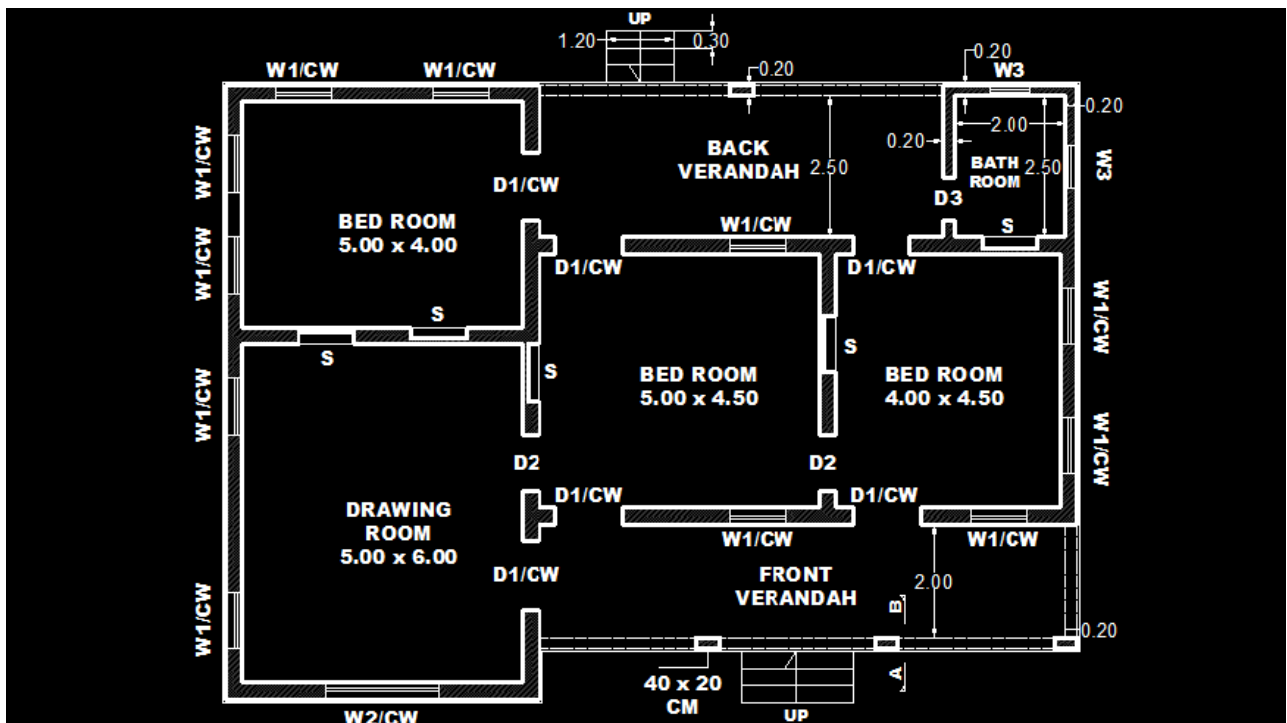 UP
1.20
0.30
0.20
W1/CW
W1/CW
0.20
W3
0.20
2.00
0.20
W1/CW
BACK
VERANDAH
2.50
BATH
ROOM
2.50
W3
D1/CW
D3
BED ROOM
5.00 x 4.00
W1/CW
S
W1/CW
D1/CW
D1/CW
S
W1/CW
S
S
S
BED ROOM
5.00 x 4.50
BED ROOM
4.00 x 4.50
W1/CW
W1/CW
D2
D2
D1/CW
D1/CW
DRAWING
ROOM
5.00 x 6.00
W1/CW
W1/CW
D1/CW
FRONT
VERANDAH
2.00
B
W1/CW
0.20
A
40 x 20
CM
UP
W2/CW